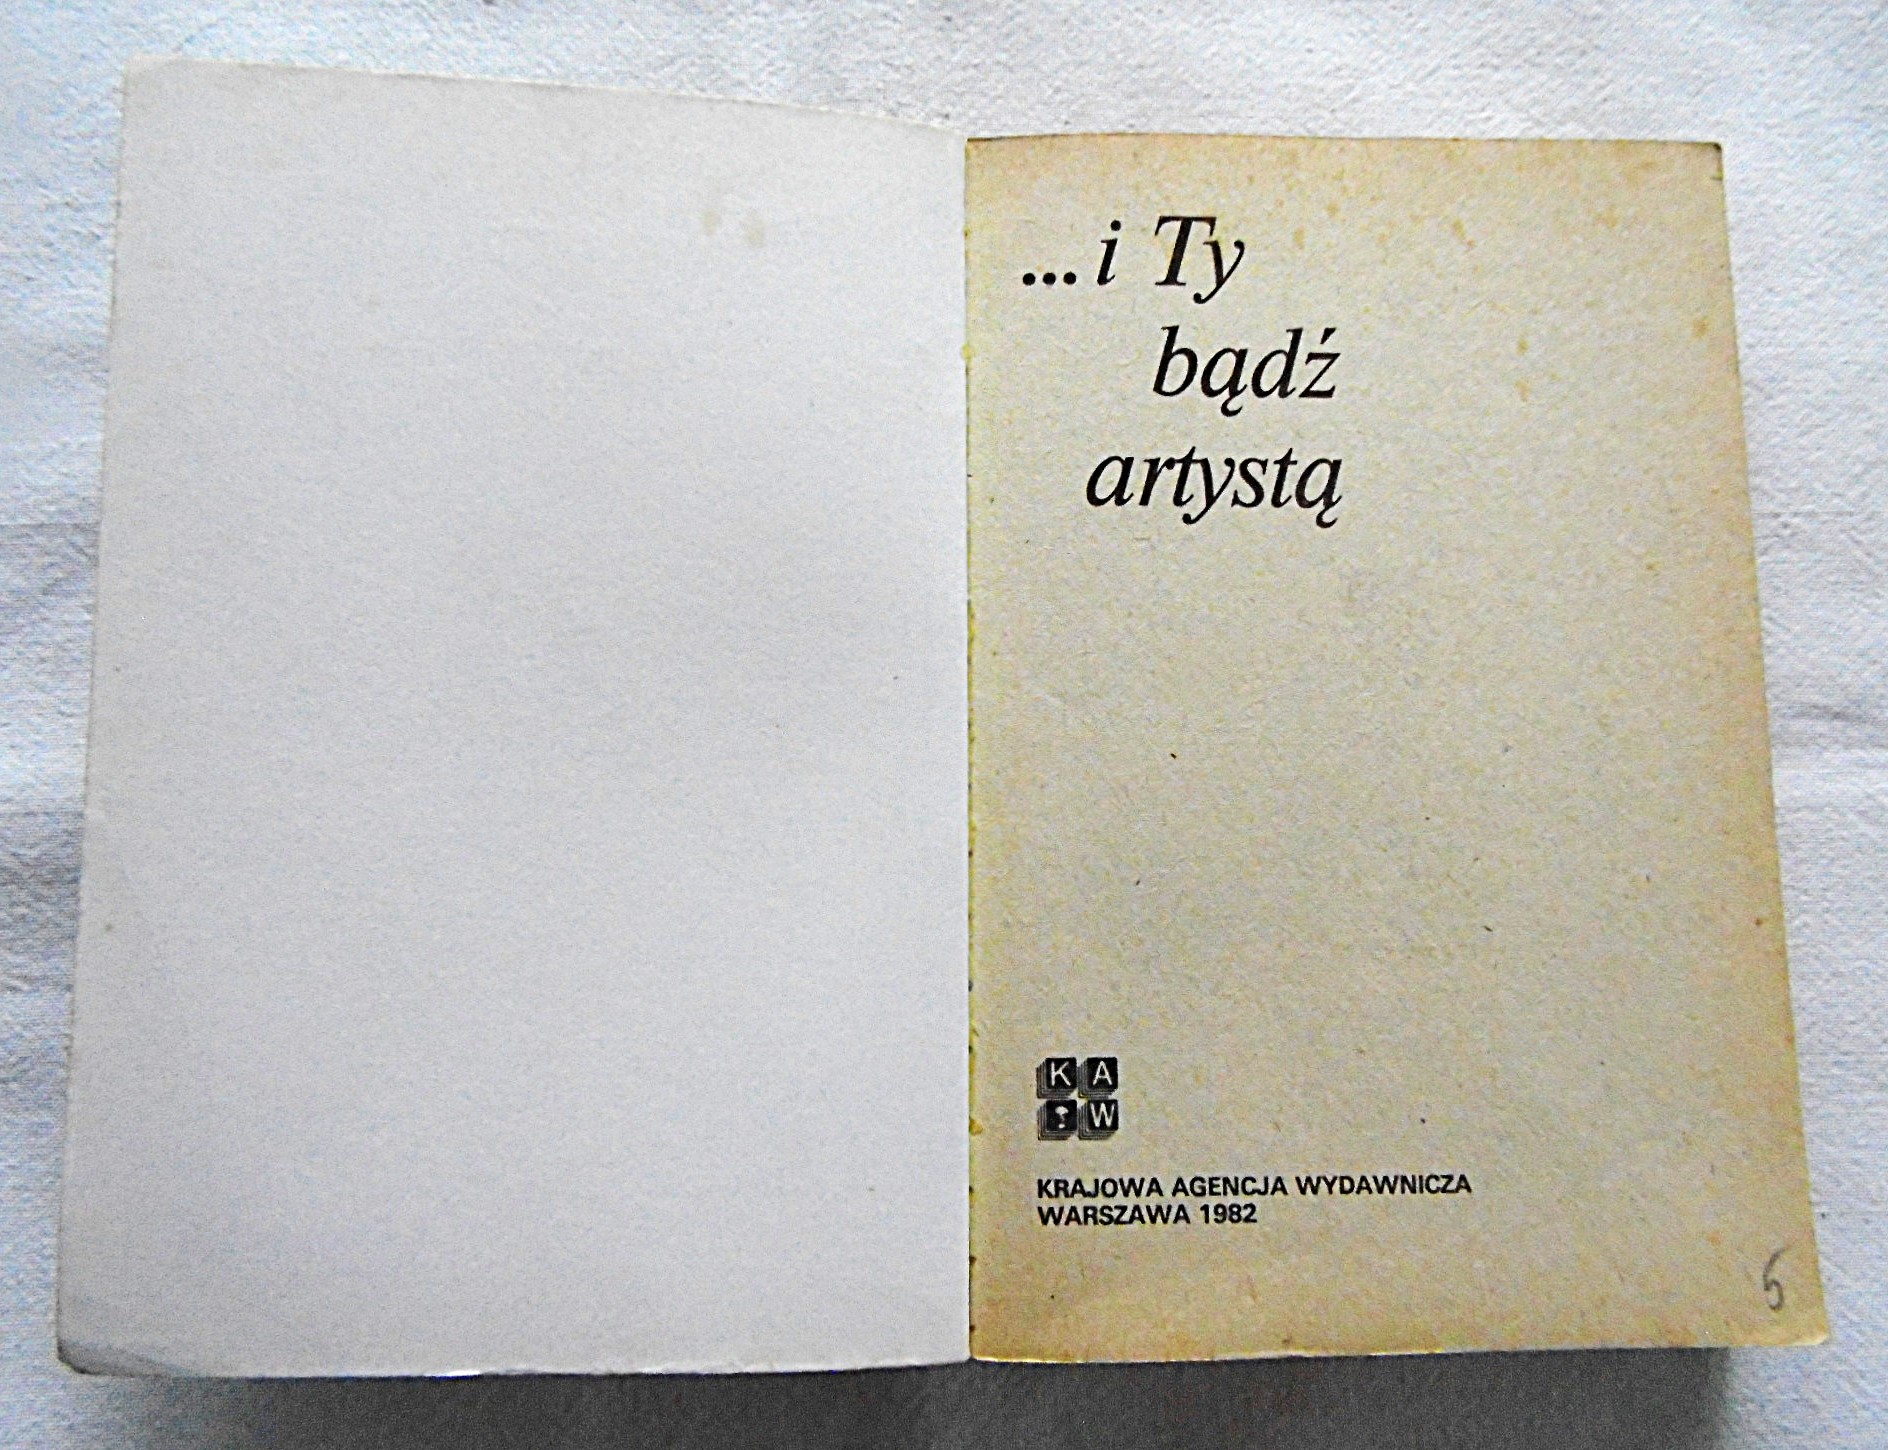 ... i Ty
bądź
artystą
K A
W
KRAJOWA AGENCJA WYDAWNICZA
WARSZAWA 1982
5